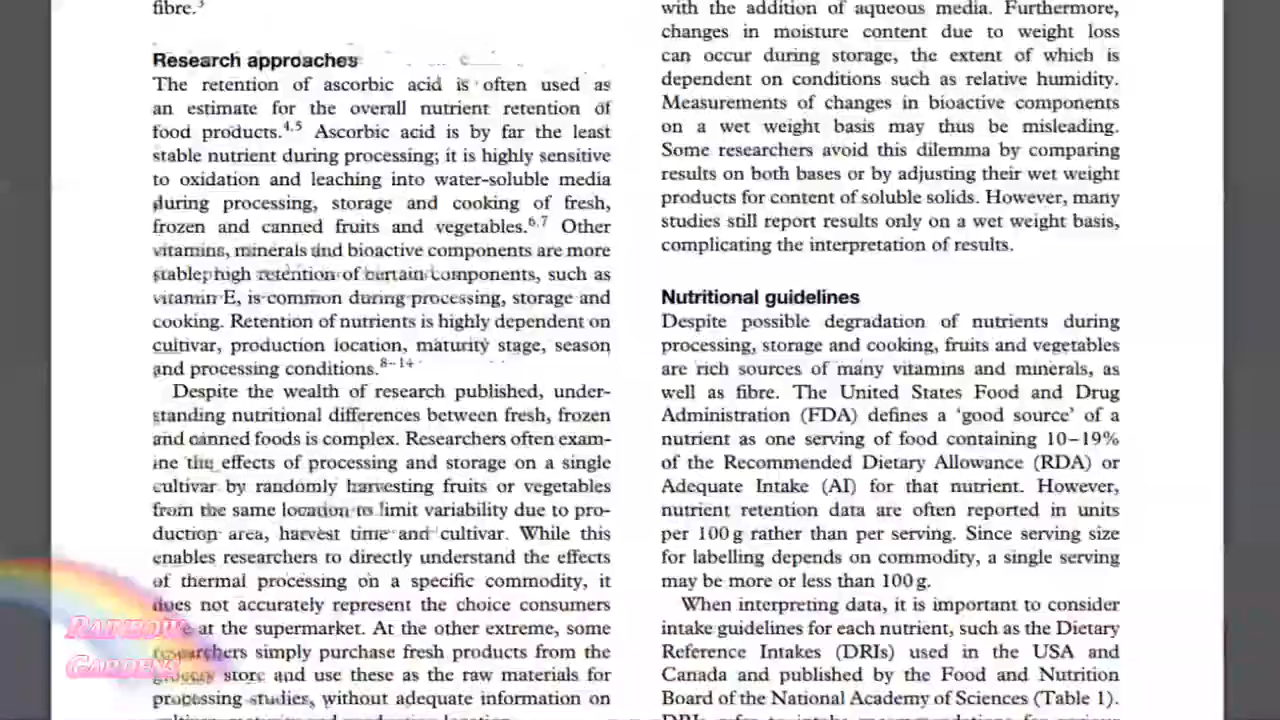 fibre.3
Research approaches
The retention of ascorbic acid is often used as
an estimate for the overall nutrient retention of
food products.4,5 Ascorbic acid is by far the least
stable nutrient during processing; it is highly sensitive
to oxidation and leaching into water-soluble media
during processing, storage and cooking of fresh,
frozen and canned fruits and vegetables.6,7 Other
vitamins, minerals and bioactive components are more
stable; high retention of certain components, such as
vitamin E, is common during processing, storage and
cooking. Retention of nutrients is highly dependent on
cultivar, production location, maturity stage, season
and processing conditions.8–14
Despite the wealth of research published, under-
standing nutritional differences between fresh, frozen
and canned foods is complex. Researchers often exam-
ine the effects of processing and storage on a single
cultivar by randomly harvesting fruits or vegetables
from the same location to limit variability due to pro-
duction area, harvest time and cultivar. While this
enables researchers to directly understand the effects
of thermal processing on a specific commodity, it
does not accurately represent the choice consumers
at the supermarket. At the other extreme, some
researchers simply purchase fresh products from the
grocery store and use these as the raw materials for
processing studies, without adequate information on
with the addition of aqueous media. Furthermore,
changes in moisture content due to weight loss
can occur during storage, the extent of which is
dependent on conditions such as relative humidity.
Measurements of changes in bioactive components
on a wet weight basis may thus be misleading.
Some researchers avoid this dilemma by comparing
results on both bases or by adjusting their wet weight
products for content of soluble solids. However, many
studies still report results only on a wet weight basis,
complicating the interpretation of results.
Nutritional guidelines
Despite possible degradation of nutrients during
processing, storage and cooking, fruits and vegetables
are rich sources of many vitamins and minerals, as
well as fibre. The United States Food and Drug
Administration (FDA) defines a 'good source' of a
nutrient as one serving of food containing 10–19%
of the Recommended Dietary Allowance (RDA) or
Adequate Intake (AI) for that nutrient. However,
nutrient retention data are often reported in units
per 100 g rather than per serving. Since serving size
for labelling depends on commodity, a single serving
may be more or less than 100 g.
When interpreting data, it is important to consider
intake guidelines for each nutrient, such as the Dietary
Reference Intakes (DRIs) used in the USA and
Canada and published by the Food and Nutrition
Board of the National Academy of Sciences (Table 1).
Rainbow
Gardens